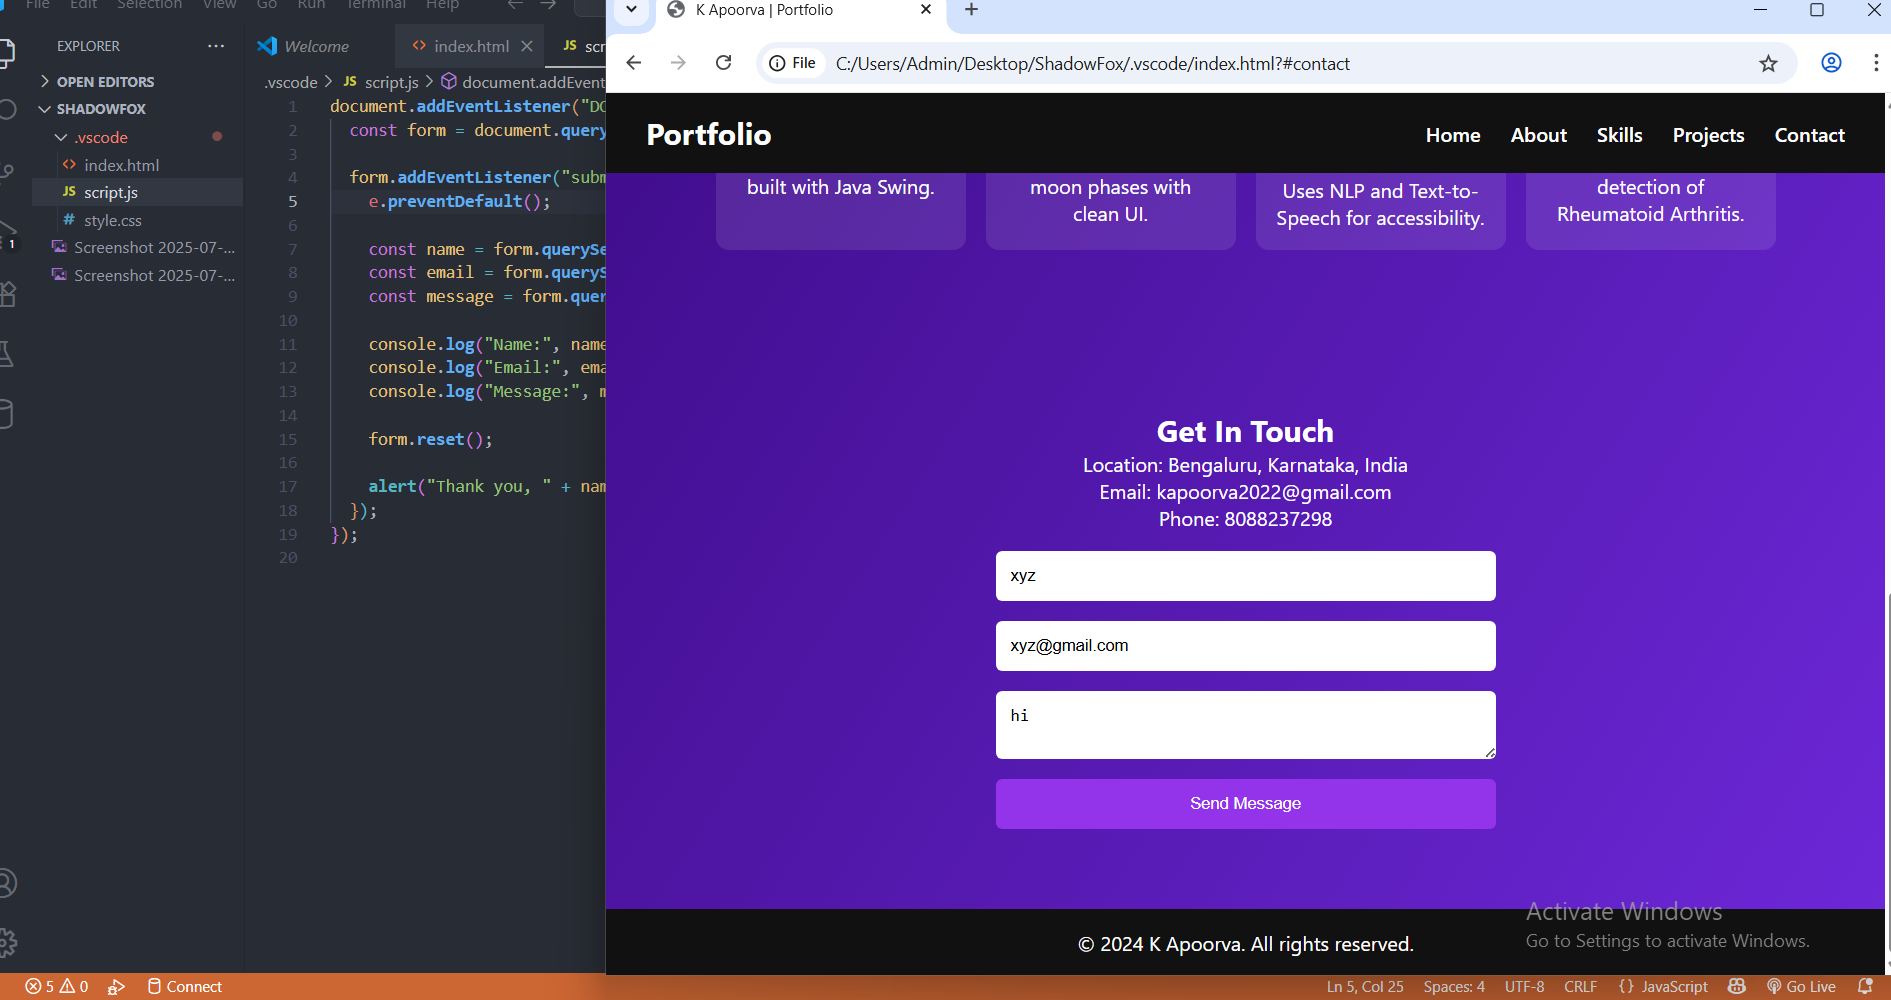 File Edit Selection View Go Run Terminal Help
EXPLORER
OPEN EDITORS
SHADOWFOX
.vscode
index.html
JS script.js
# style.css
Screenshot 2025-07-...
Screenshot 2025-07-...
1
Welcome
index.html
JS
.vscode > JS script.js > document.addEvent
1 document.addEventListener("DO
2 const form = document.query
3
4 form.addEventListener("subm
5 e.preventDefault();
6
7 const name = form.querySe
8 const email = form.queryS
9 const message = form.quer
10
11 console.log("Name:", name
12 console.log("Email:", ema
13 console.log("Message:", m
14
15 form.reset();
16
17 alert("Thank you, " + nam
18 });
19 });
20
K Apoorva | Portfolio
File C:/Users/Admin/Desktop/ShadowFox/.vscode/index.html?#contact
Portfolio
Home About Skills Projects Contact
built with Java Swing.
moon phases with
clean UI.
Uses NLP and Text-to-
Speech for accessibility.
detection of
Rheumatoid Arthritis.
Get In Touch
Location: Bengaluru, Karnataka, India
Email: kapoorva2022@gmail.com
Phone: 8088237298
xyz
xyz@gmail.com
hi
Send Message
© 2024 K Apoorva. All rights reserved.
Activate Windows
Go to Settings to activate Windows.
5 0 Connect
Ln 5, Col 25 Spaces: 4 UTF-8 CRLF {} JavaScript Go Live